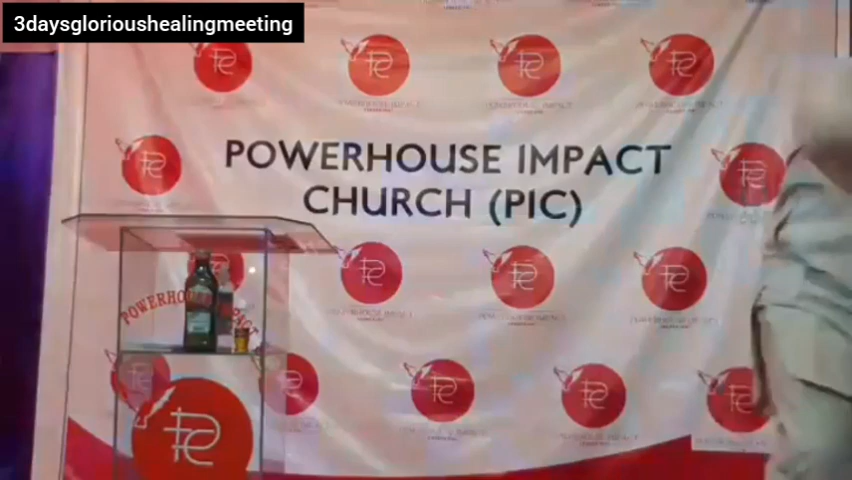 3daysglorioushealingmeeting
POWERHOUSE IMPACT
CHURCH (PIC)
POWERHOUSE IMPACT